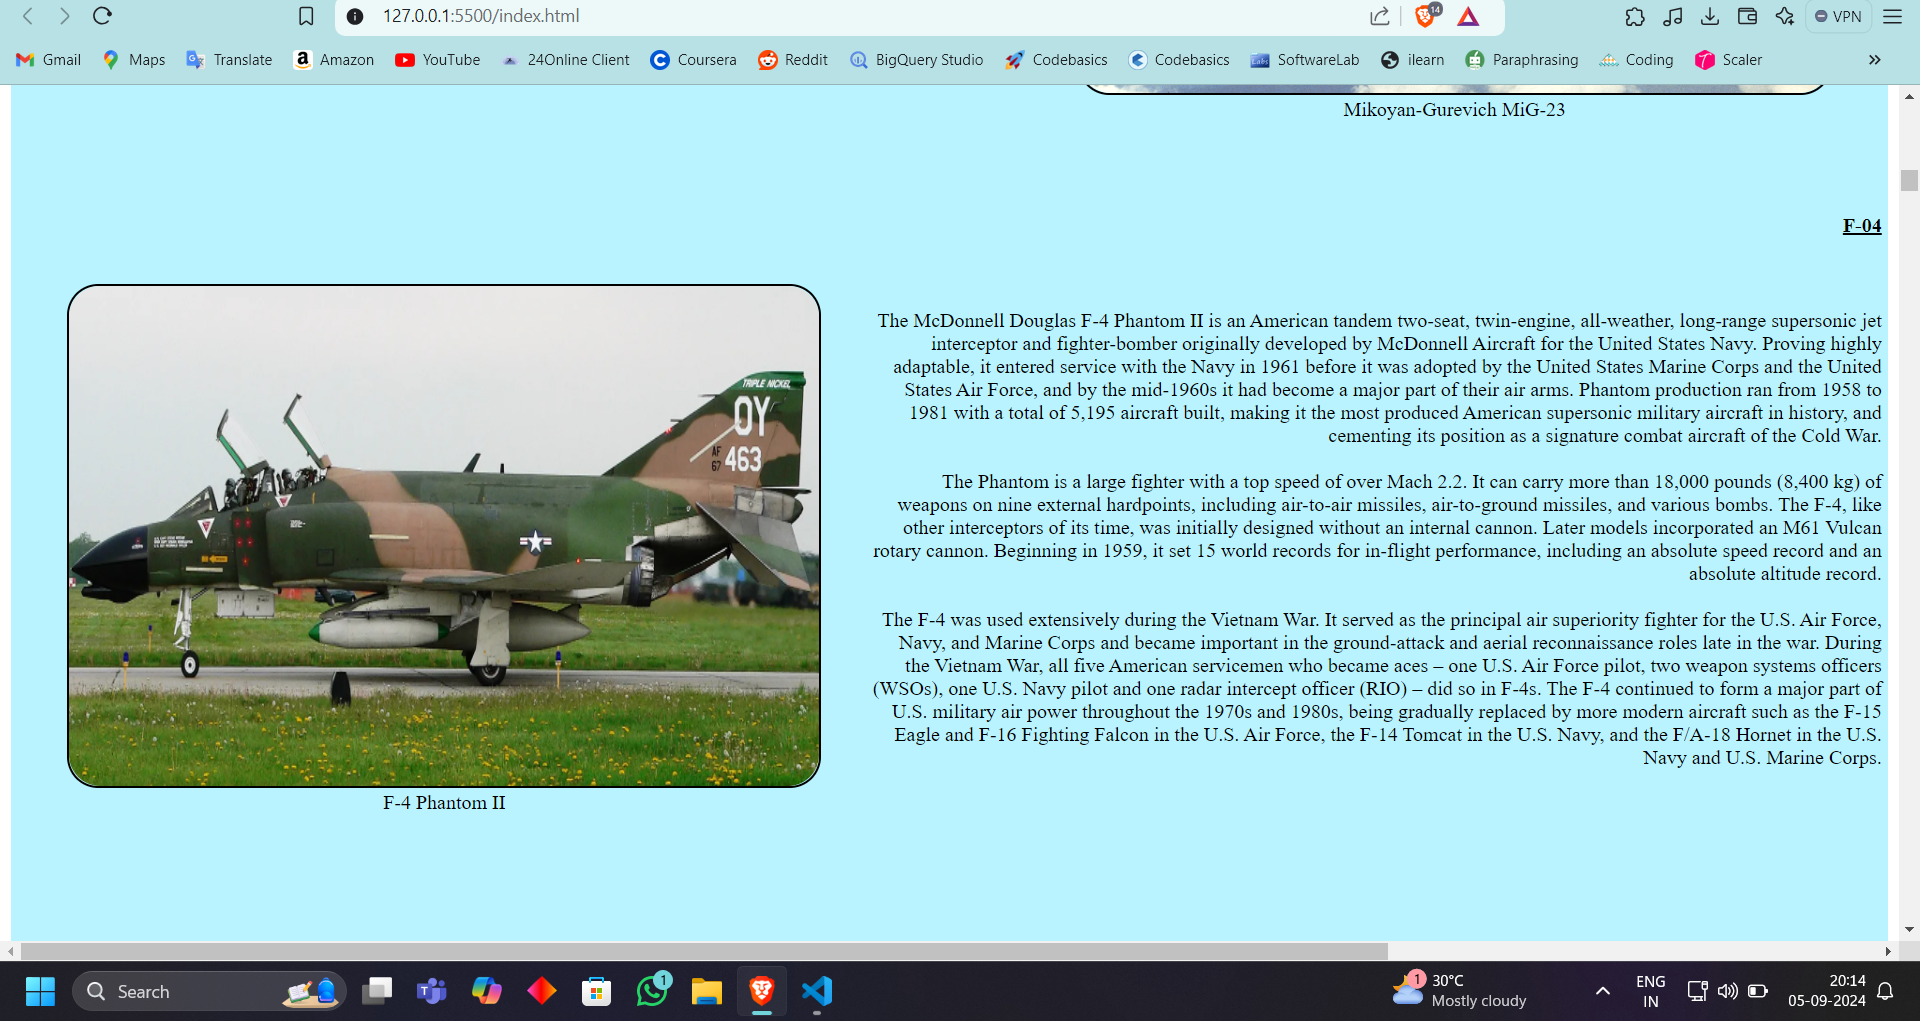 127.0.0.1:5500/index.html
14
VPN
Gmail
Maps
Translate
Amazon
YouTube
24Online Client
Coursera
Reddit
BigQuery Studio
Codebasics
Codebasics
SoftwareLab
ilearn
Paraphrasing
Coding
Scaler
Mikoyan-Gurevich MiG-23
F-04
TRIPLE NICKEL
OY
AF
67
463
The McDonnell Douglas F-4 Phantom II is an American tandem two-seat, twin-engine, all-weather, long-range supersonic jet
interceptor and fighter-bomber originally developed by McDonnell Aircraft for the United States Navy. Proving highly
adaptable, it entered service with the Navy in 1961 before it was adopted by the United States Marine Corps and the United
States Air Force, and by the mid-1960s it had become a major part of their air arms. Phantom production ran from 1958 to
1981 with a total of 5,195 aircraft built, making it the most produced American supersonic military aircraft in history, and
cementing its position as a signature combat aircraft of the Cold War.
The Phantom is a large fighter with a top speed of over Mach 2.2. It can carry more than 18,000 pounds (8,400 kg) of
weapons on nine external hardpoints, including air-to-air missiles, air-to-ground missiles, and various bombs. The F-4, like
other interceptors of its time, was initially designed without an internal cannon. Later models incorporated an M61 Vulcan
rotary cannon. Beginning in 1959, it set 15 world records for in-flight performance, including an absolute speed record and an
absolute altitude record.
The F-4 was used extensively during the Vietnam War. It served as the principal air superiority fighter for the U.S. Air Force,
Navy, and Marine Corps and became important in the ground-attack and aerial reconnaissance roles late in the war. During
the Vietnam War, all five American servicemen who became aces – one U.S. Air Force pilot, two weapon systems officers
(WSOs), one U.S. Navy pilot and one radar intercept officer (RIO) – did so in F-4s. The F-4 continued to form a major part of
U.S. military air power throughout the 1970s and 1980s, being gradually replaced by more modern aircraft such as the F-15
Eagle and F-16 Fighting Falcon in the U.S. Air Force, the F-14 Tomcat in the U.S. Navy, and the F/A-18 Hornet in the U.S.
Navy and U.S. Marine Corps.
F-4 Phantom II
Search
1
1
30°C
Mostly cloudy
ENG
IN
20:14
05-09-2024